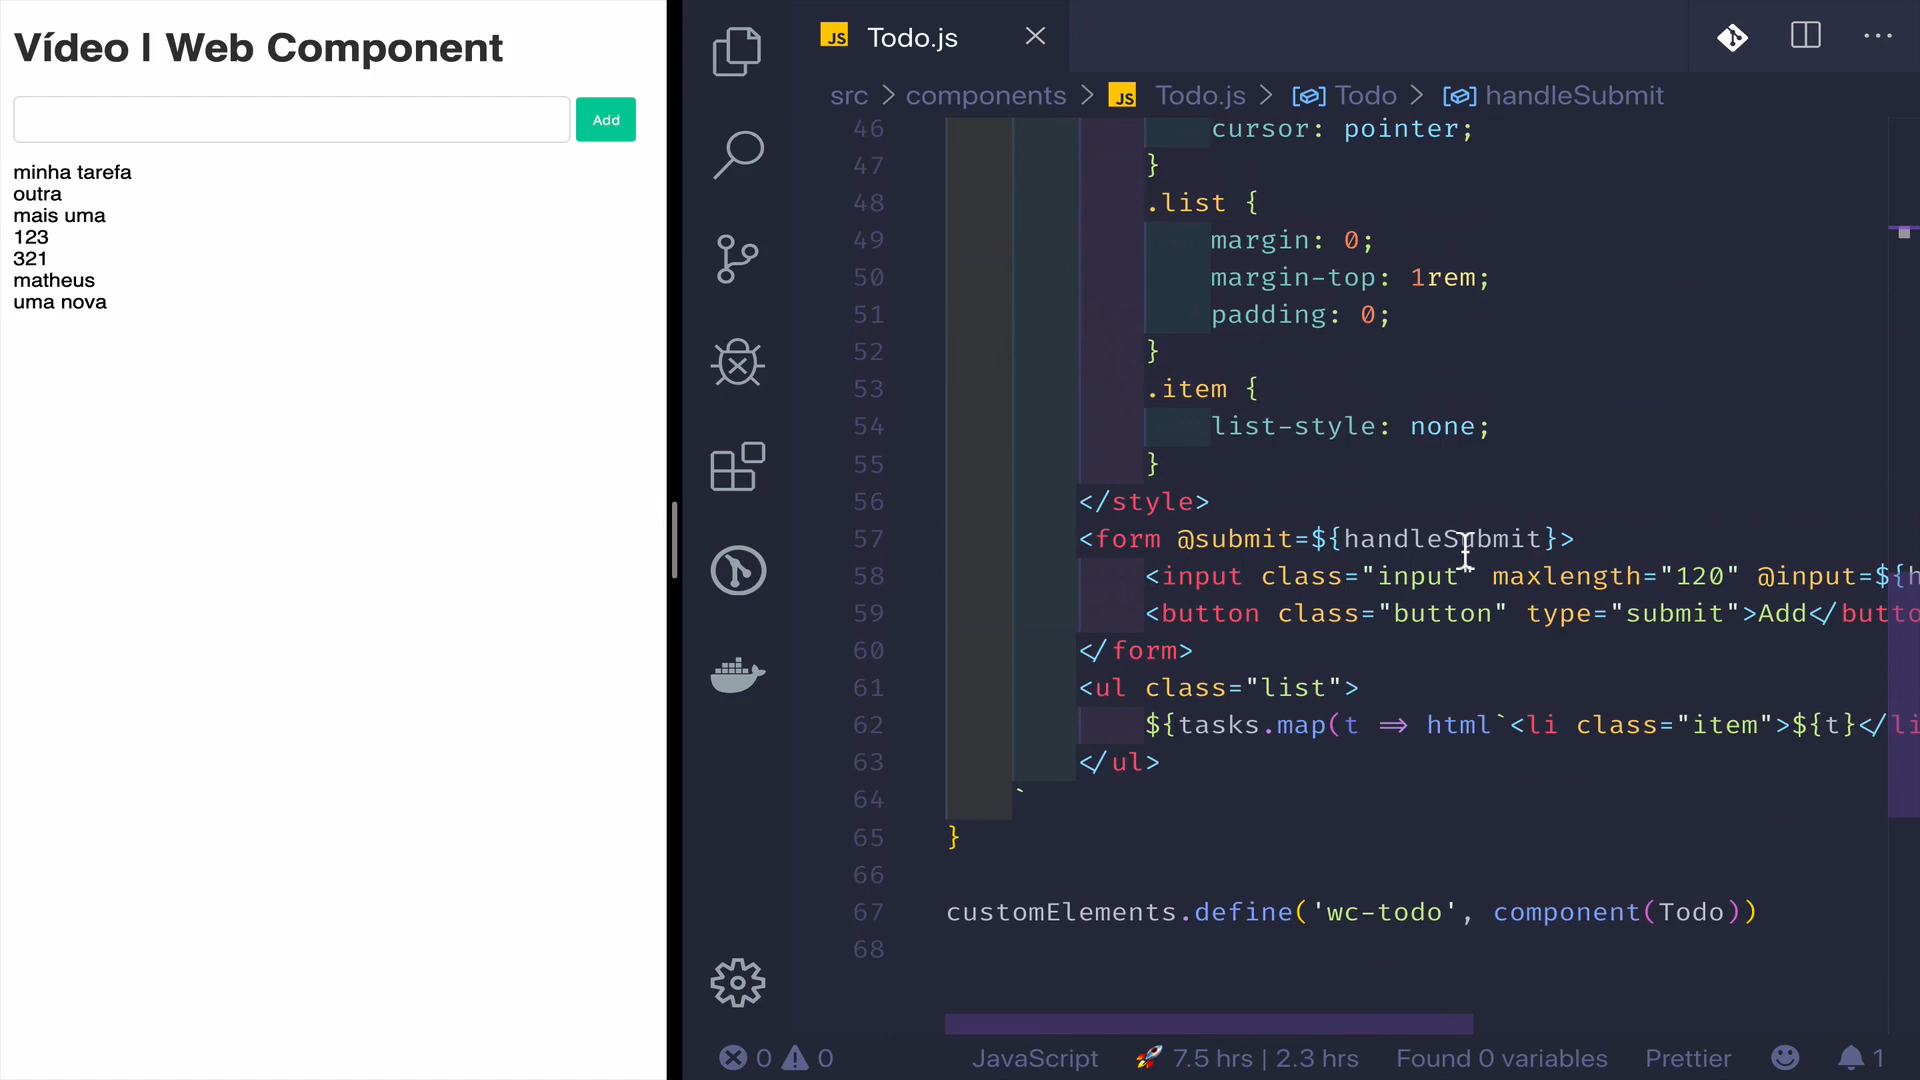 Vídeo | Web Component
Add
minha tarefa
outra
mais uma
123
321
matheus
uma nova
JS Todo.js
src > components > JS Todo.js > Todo > handleSubmit
46 cursor: pointer;
47 }
48 .list {
49 margin: 0;
50 margin-top: 1rem;
51 padding: 0;
52 }
53 .item {
54 list-style: none;
55 }
56 </style>
57 <form @submit=${handleSubmit}>
58 <input class="input" maxlength="120" @input=${h
59 <button class="button" type="submit">Add</butto
60 </form>
61 <ul class="list">
62 ${tasks.map(t => html`<li class="item">${t}</li
63 </ul>
64 `
65 }
66
67 customElements.define('wc-todo', component(Todo))
68
0 0 JavaScript 🚀 7.5 hrs | 2.3 hrs Found 0 variables Prettier 1